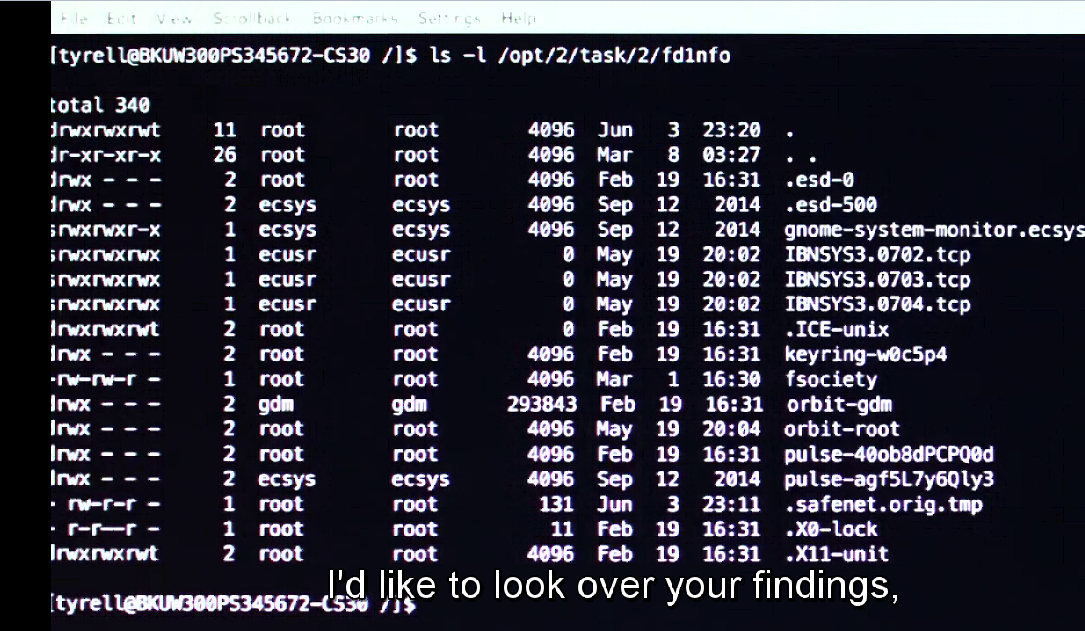 File Edit View Scrollback Bookmarks Settings Help
[tyrell@BKUW300PS345672-CS30 /]$ ls -l /opt/2/task/2/fd1nfo
total 340
drwxrwxrwt 11 root root 4096 Jun 3 23:20 .
dr-xr-xr-x 26 root root 4096 Mar 8 03:27 . .
drwx - - - 2 root root 4096 Feb 19 16:31 .esd-0
drwx - - - 2 ecsys ecsys 4096 Sep 12 2014 .esd-500
srwxrwxr-x 1 ecsys ecsys 4096 Sep 12 2014 gnome-system-monitor.ecsys
srwxrwxrwx 1 ecusr ecusr 0 May 19 20:02 IBNSYS3.0702.tcp
srwxrwxrwx 1 ecusr ecusr 0 May 19 20:02 IBNSYS3.0703.tcp
srwxrwxrwx 1 ecusr ecusr 0 May 19 20:02 IBNSYS3.0704.tcp
drwxrwxrwt 2 root root 0 Feb 19 16:31 .ICE-unix
drwx - - - 2 root root 4096 Feb 19 16:31 keyring-w0c5p4
-rw-rw-r - 1 root root 4096 Mar 1 16:30 fsociety
drwx - - - 2 gdm gdm 293843 Feb 19 16:31 orbit-gdm
drwx - - - 2 root root 4096 May 19 20:04 orbit-root
drwx - - - 2 root root 4096 Feb 19 16:31 pulse-40ob8dPCPQ0d
drwx - - - 2 ecsys ecsys 4096 Sep 12 2014 pulse-agf5L7y6Qly3
- rw-r-r - 1 root root 131 Jun 3 23:11 .safenet.orig.tmp
- r-r--r - 1 root root 11 Feb 19 16:31 .X0-lock
drwxrwxrwt 2 root root 4096 Feb 19 16:31 .X11-unit
[tyrell@BKUW300PS345672-CS30 /]$
I'd like to look over your findings,